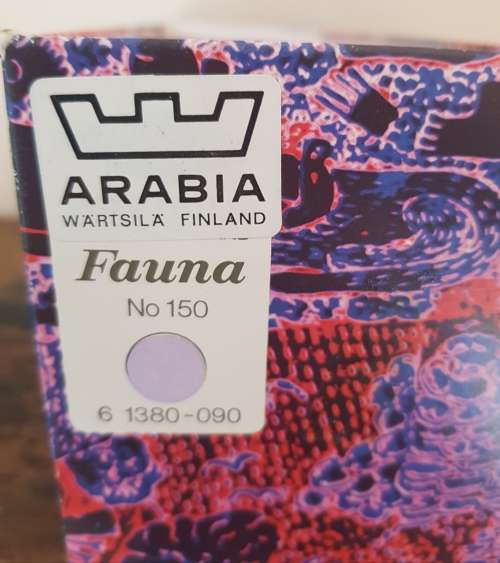 ARABIA
WÄRTSILÄ FINLAND
Fauna
No 150
6 1380-090